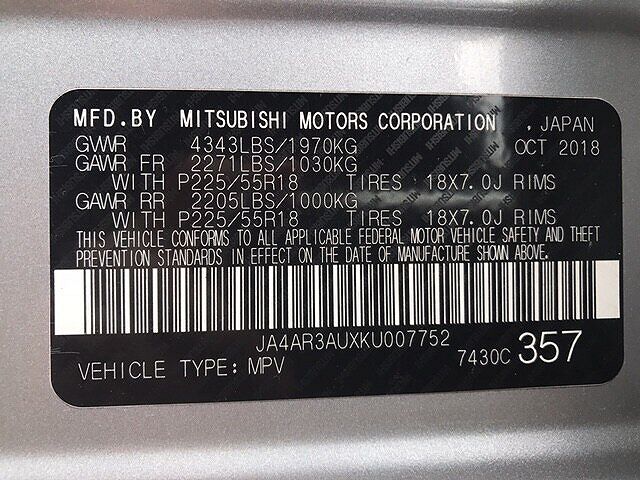 MFD.BY MITSUBISHI MOTORS CORPORATION , JAPAN
GVWR 4343LBS/1970KG OCT 2018
GAWR FR 2271LBS/1030KG
WITH P225/55R18 TIRES 18X7.0J RIMS
GAWR RR 2205LBS/1000KG
WITH P225/55R18 TIRES 18X7.0J RIMS
THIS VEHICLE CONFORMS TO ALL APPLICABLE FEDERAL MOTOR VEHICLE SAFETY AND THEFT
PREVENTION STANDARDS IN EFFECT ON THE DATE OF MANUFACTURE SHOWN ABOVE.
JA4AR3AUXKU007752
VEHICLE TYPE: MPV 7430C 357